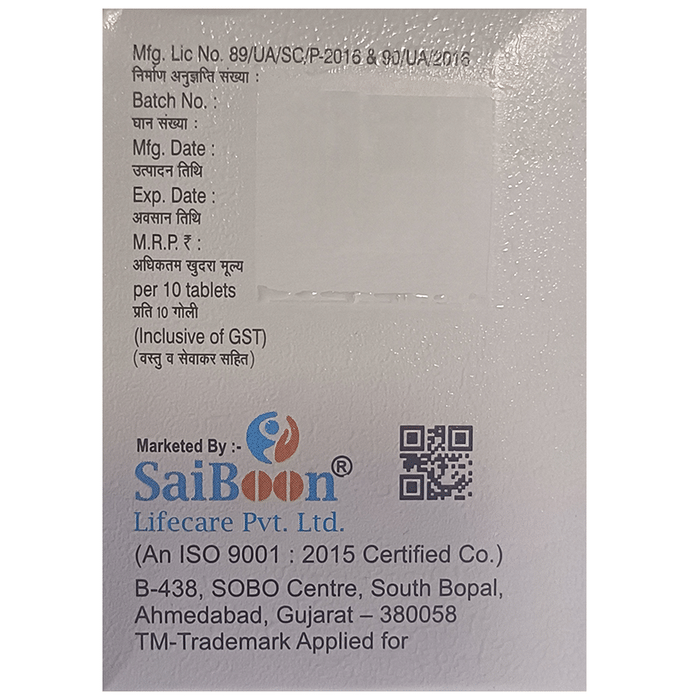 Mfg. Lic No. 89/UA/SC/P-2016 & 90/UA/2016
निर्माण अनुज्ञप्ति संख्या :
Batch No. :
घान संख्या :
Mfg. Date :
उत्पादन तिथि
Exp. Date :
अवसान तिथि
M.R.P. ₹ :
अधिकतम खुदरा मूल्य
per 10 tablets
प्रति 10 गोली
(Inclusive of GST)
(वस्तु व सेवाकर सहित)
Marketed By :-
SaiBoon®
Lifecare Pvt. Ltd.
(An ISO 9001 : 2015 Certified Co.)
B-438, SOBO Centre, South Bopal,
Ahmedabad, Gujarat – 380058
TM-Trademark Applied for